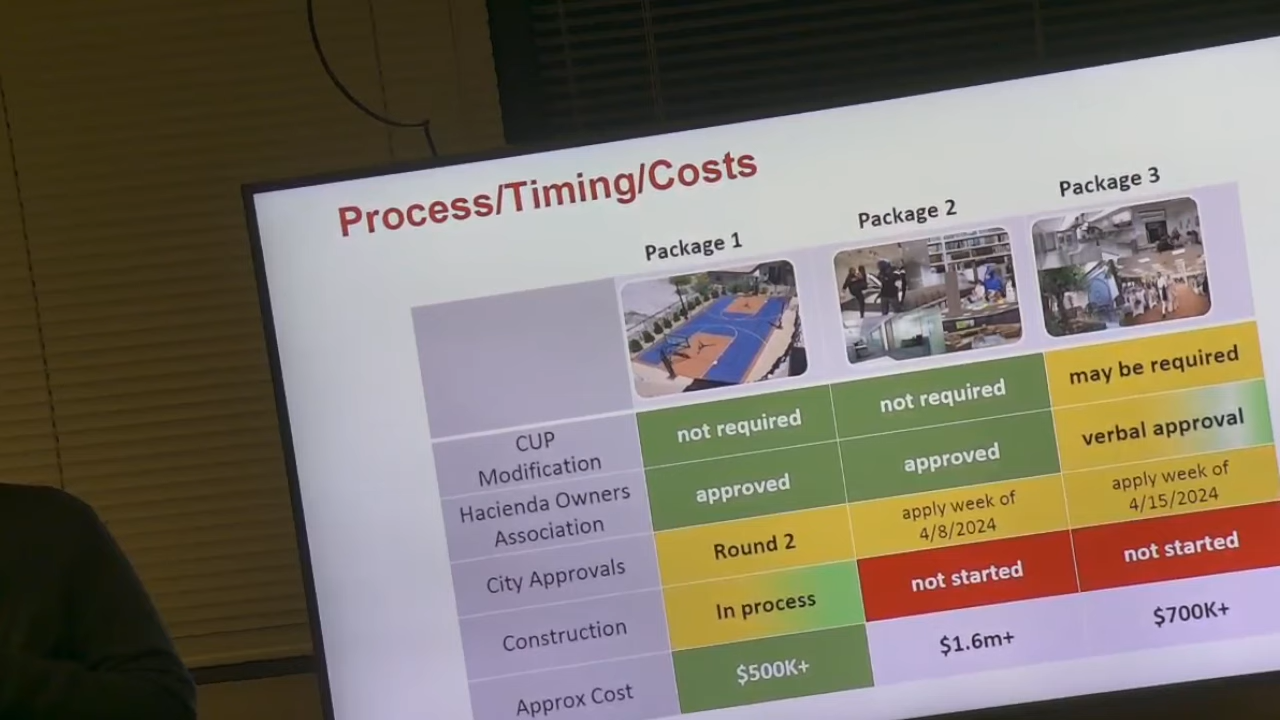 Process/Timing/Costs
Package 1
Package 2
Package 3
CUP
Modification
not required
not required
may be required
Hacienda Owners
Association
approved
approved
verbal approval
City Approvals
Round 2
apply week of
4/8/2024
apply week of
4/15/2024
Construction
In process
not started
not started
Approx Cost
$500K+
$1.6m+
$700K+